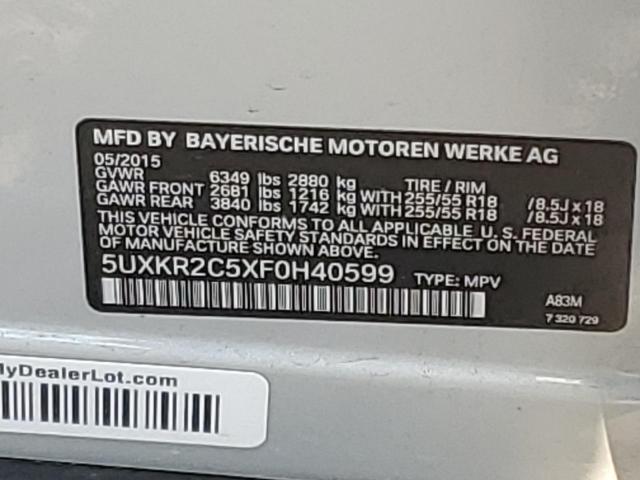 MFD BY BAYERISCHE MOTOREN WERKE AG
05/2015
GVWR 6349 lbs 2880 kg TIRE / RIM
GAWR FRONT 2681 lbs 1216 kg WITH 255/55 R18 /8.5J x 18
GAWR REAR 3840 lbs 1742 kg WITH 255/55 R18 /8.5J x 18
THIS VEHICLE CONFORMS TO ALL APPLICABLE U. S. FEDERAL
MOTOR VEHICLE SAFETY STANDARDS IN EFFECT ON THE DATE
OF MANUFACTURE SHOWN ABOVE.
5UXKR2C5XF0H40599 TYPE: MPV
A83M
7 320 729
MyDealerLot.com